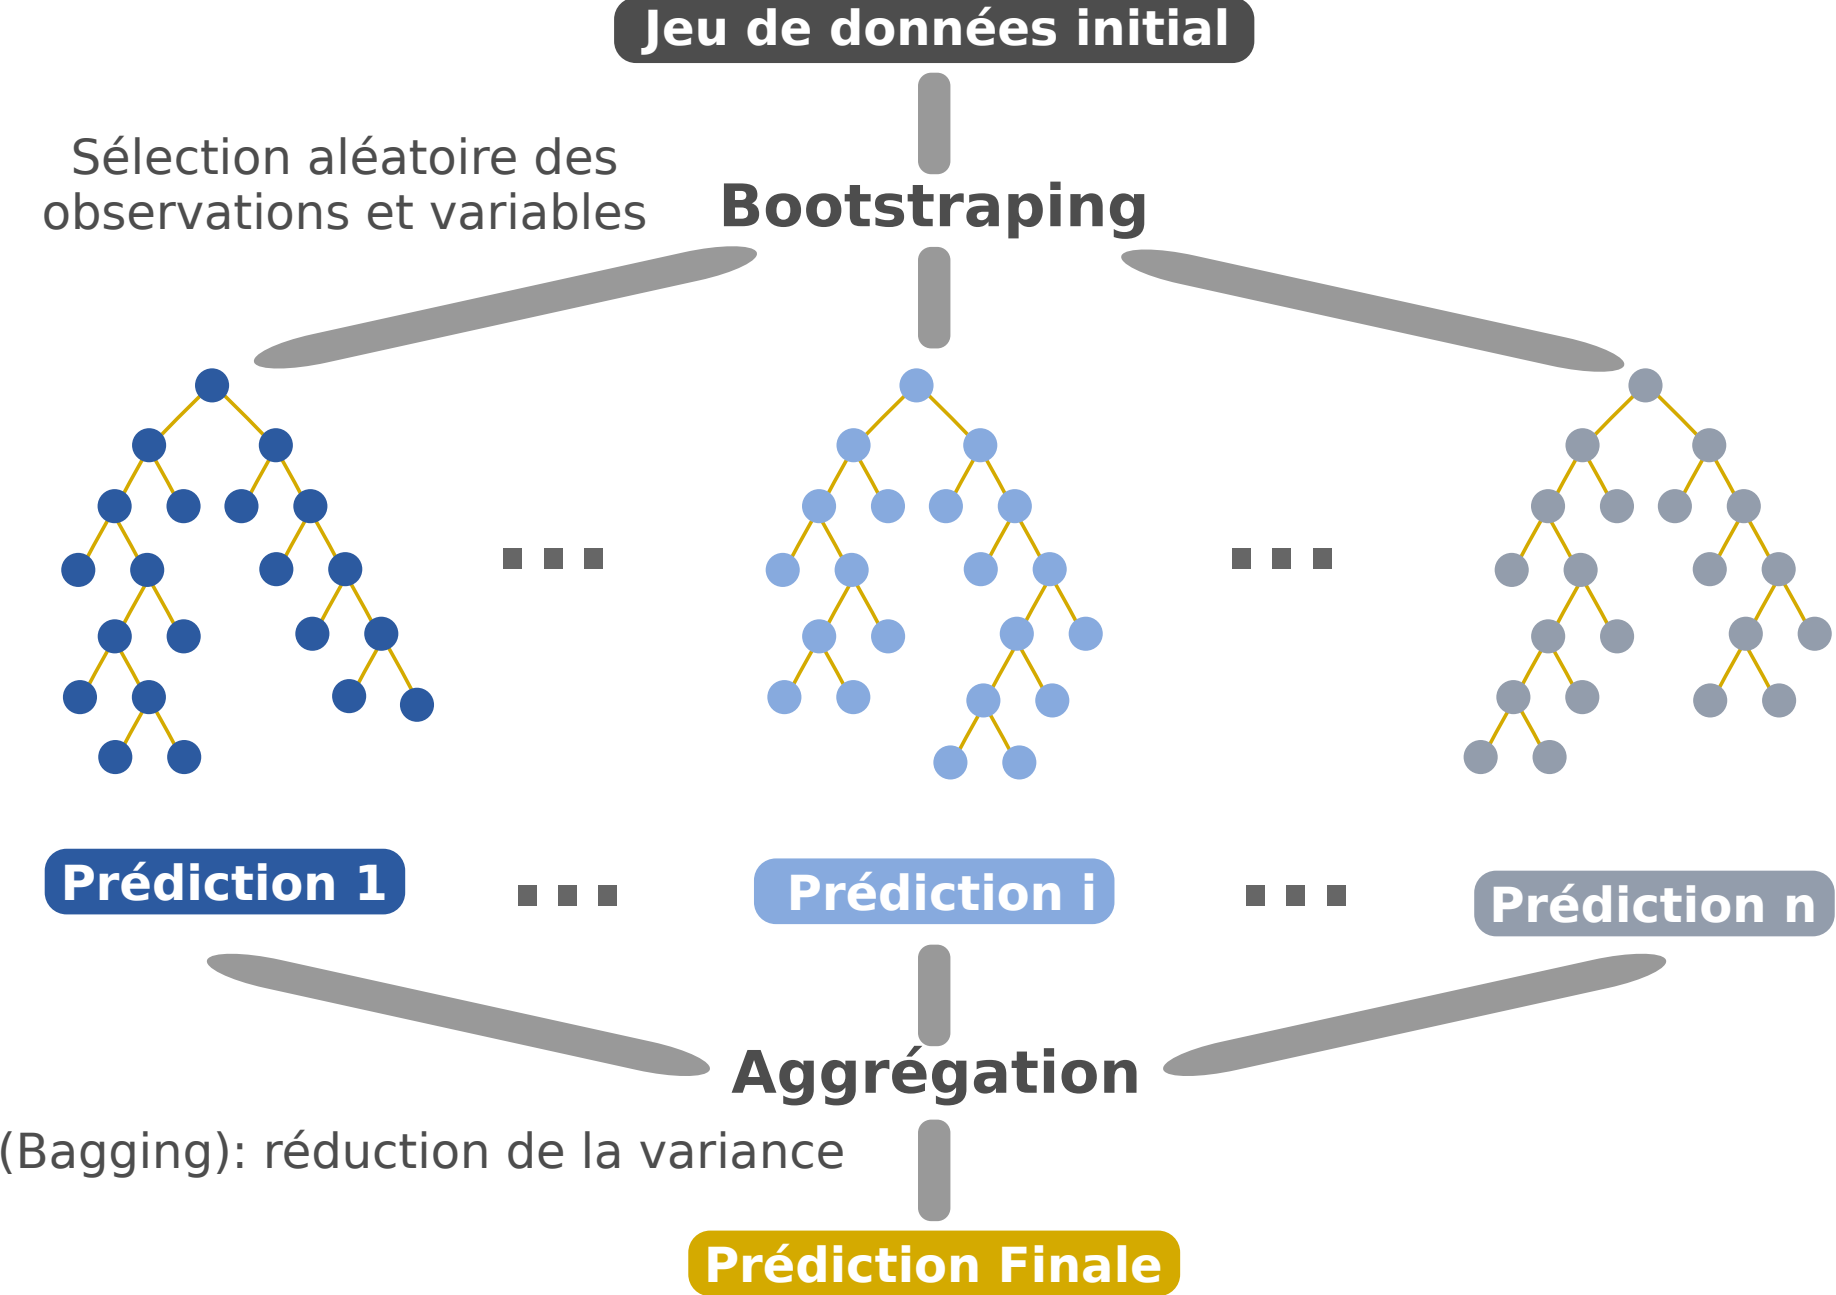 Jeu de données initial
Sélection aléatoire des
observations et variables
Bootstraping
Prédiction 1
Prédiction i
Prédiction n
Aggrégation
(Bagging): réduction de la variance
Prédiction Finale